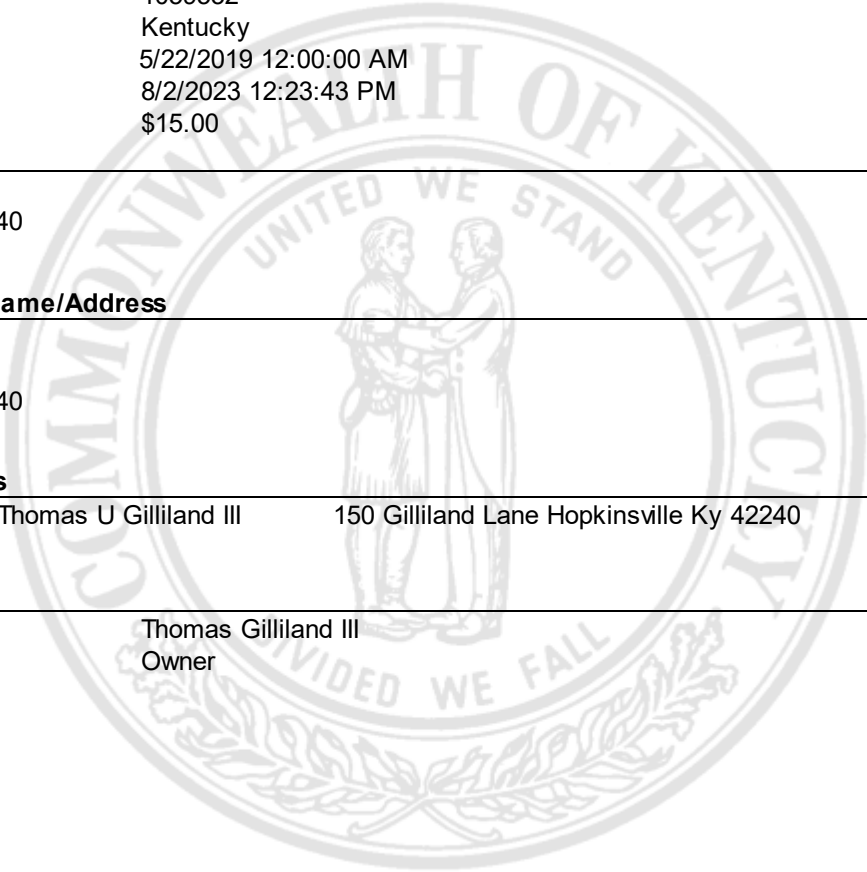 Kentucky
5/22/2019 12:00:00 AM
8/2/2023 12:23:43 PM
$15.00
40
ame/Address
40
s
Thomas U Gilliland III 150 Gilliland Lane Hopkinsville Ky 42240
Thomas Gilliland III
Owner
COMMONWEALTH OF KENTUCKY
UNITED WE STAND
DIVIDED WE FALL